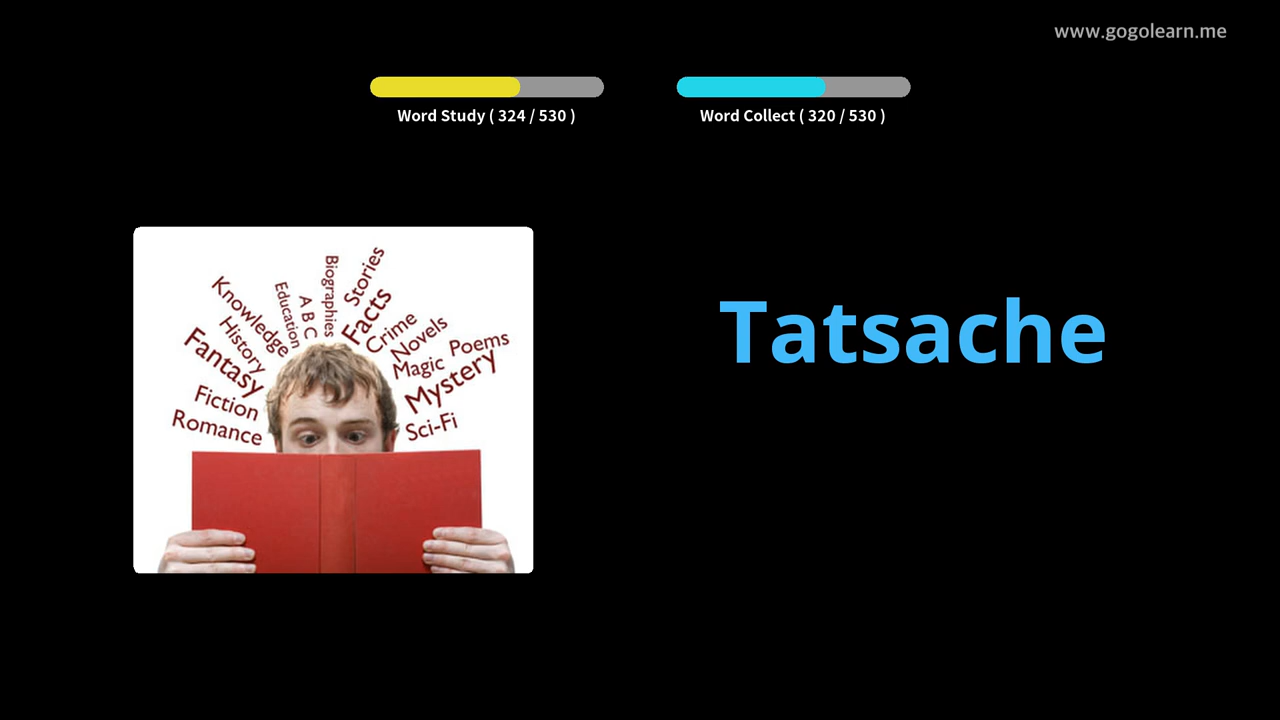 www.gogolearn.me
Word Study ( 324 / 530 )
Word Collect ( 320 / 530 )
Tatsache
Biographies
Stories
Education
A B C
Facts
Knowledge
Crime
History
Novels
Fantasy
Magic
Poems
Mystery
Fiction
Romance
Sci-Fi